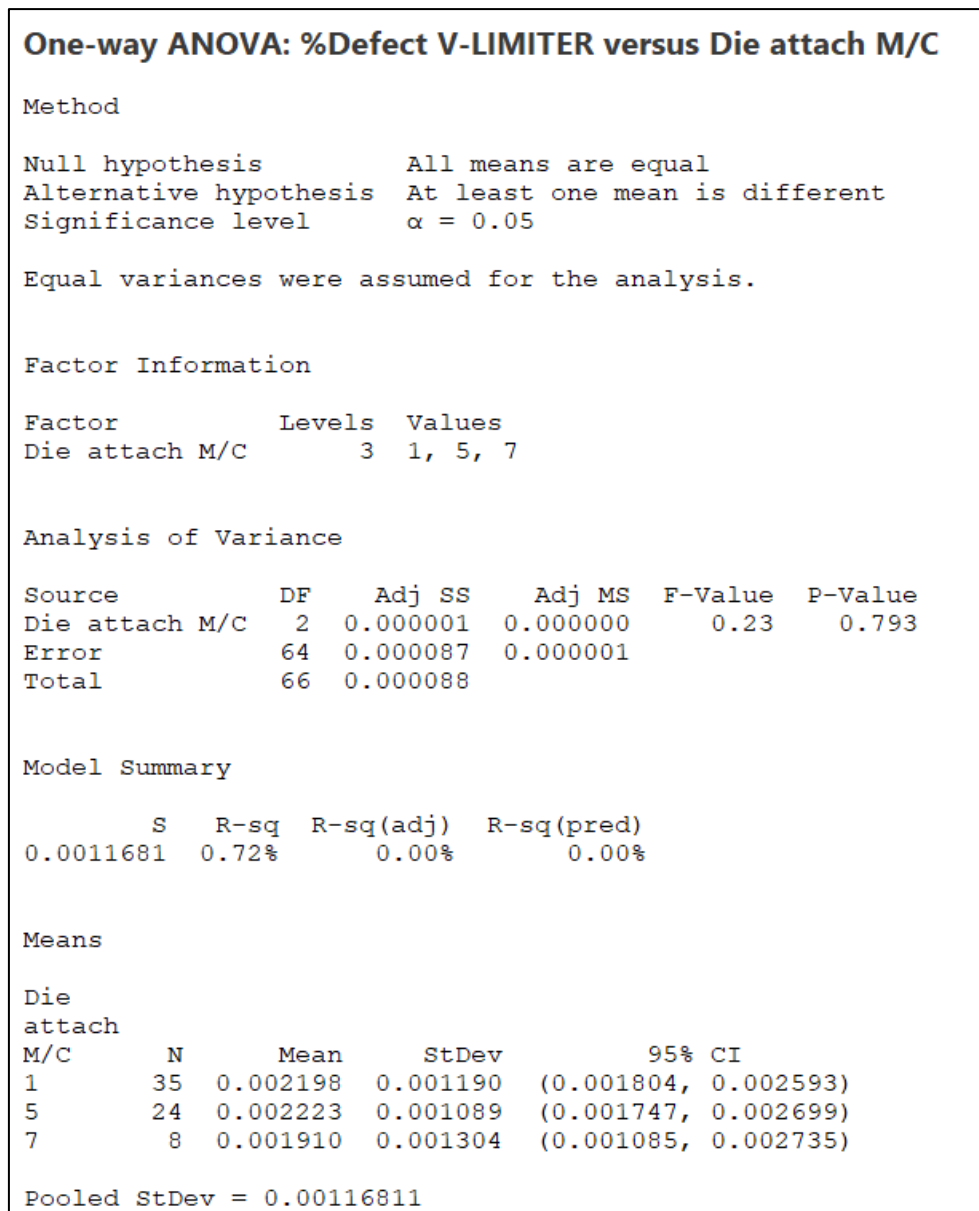 One-way ANOVA: %Defect V-LIMITER versus Die attach M/C
Method
Null hypothesis All means are equal
Alternative hypothesis At least one mean is different
Significance level α = 0.05
Equal variances were assumed for the analysis.
Factor Information
Factor Levels Values
Die attach M/C 3 1, 5, 7
Analysis of Variance
Source DF Adj SS Adj MS F-Value P-Value
Die attach M/C 2 0.000001 0.000000 0.23 0.793
Error 64 0.000087 0.000001
Total 66 0.000088
Model Summary
S R-sq R-sq(adj) R-sq(pred)
0.0011681 0.72% 0.00% 0.00%
Means
Die
attach
M/C N Mean StDev 95% CI
1 35 0.002198 0.001190 (0.001804, 0.002593)
5 24 0.002223 0.001089 (0.001747, 0.002699)
7 8 0.001910 0.001304 (0.001085, 0.002735)
Pooled StDev = 0.00116811